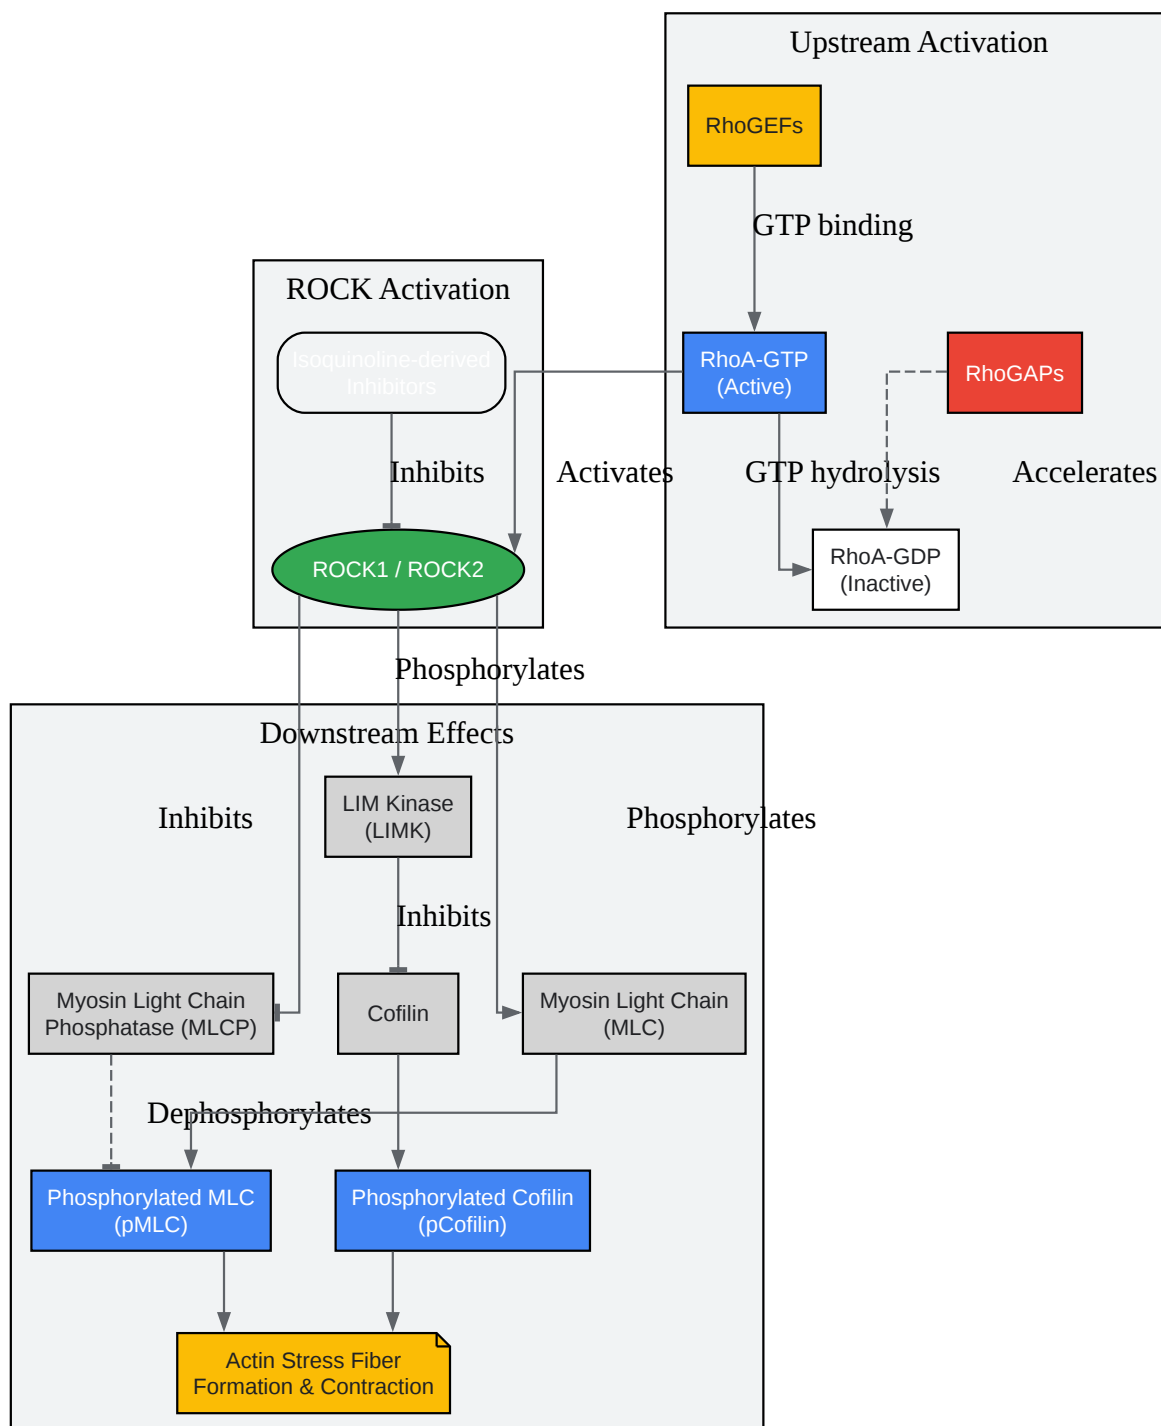 Upstream Activation
RhoGEFs
GTP binding
ROCK Activation
Isoquinoline-derived
Inhibitors
RhoA-GTP
(Active)
RhoGAPs
Inhibits
Activates
GTP hydrolysis
Accelerates
ROCK1 / ROCK2
RhoA-GDP
(Inactive)
Phosphorylates
Downstream Effects
LIM Kinase
(LIMK)
Inhibits
Phosphorylates
Inhibits
Myosin Light Chain
Phosphatase (MLCP)
Cofilin
Myosin Light Chain
(MLC)
Dephosphorylates
Phosphorylated MLC
(pMLC)
Phosphorylated Cofilin
(pCofilin)
Actin Stress Fiber
Formation & Contraction